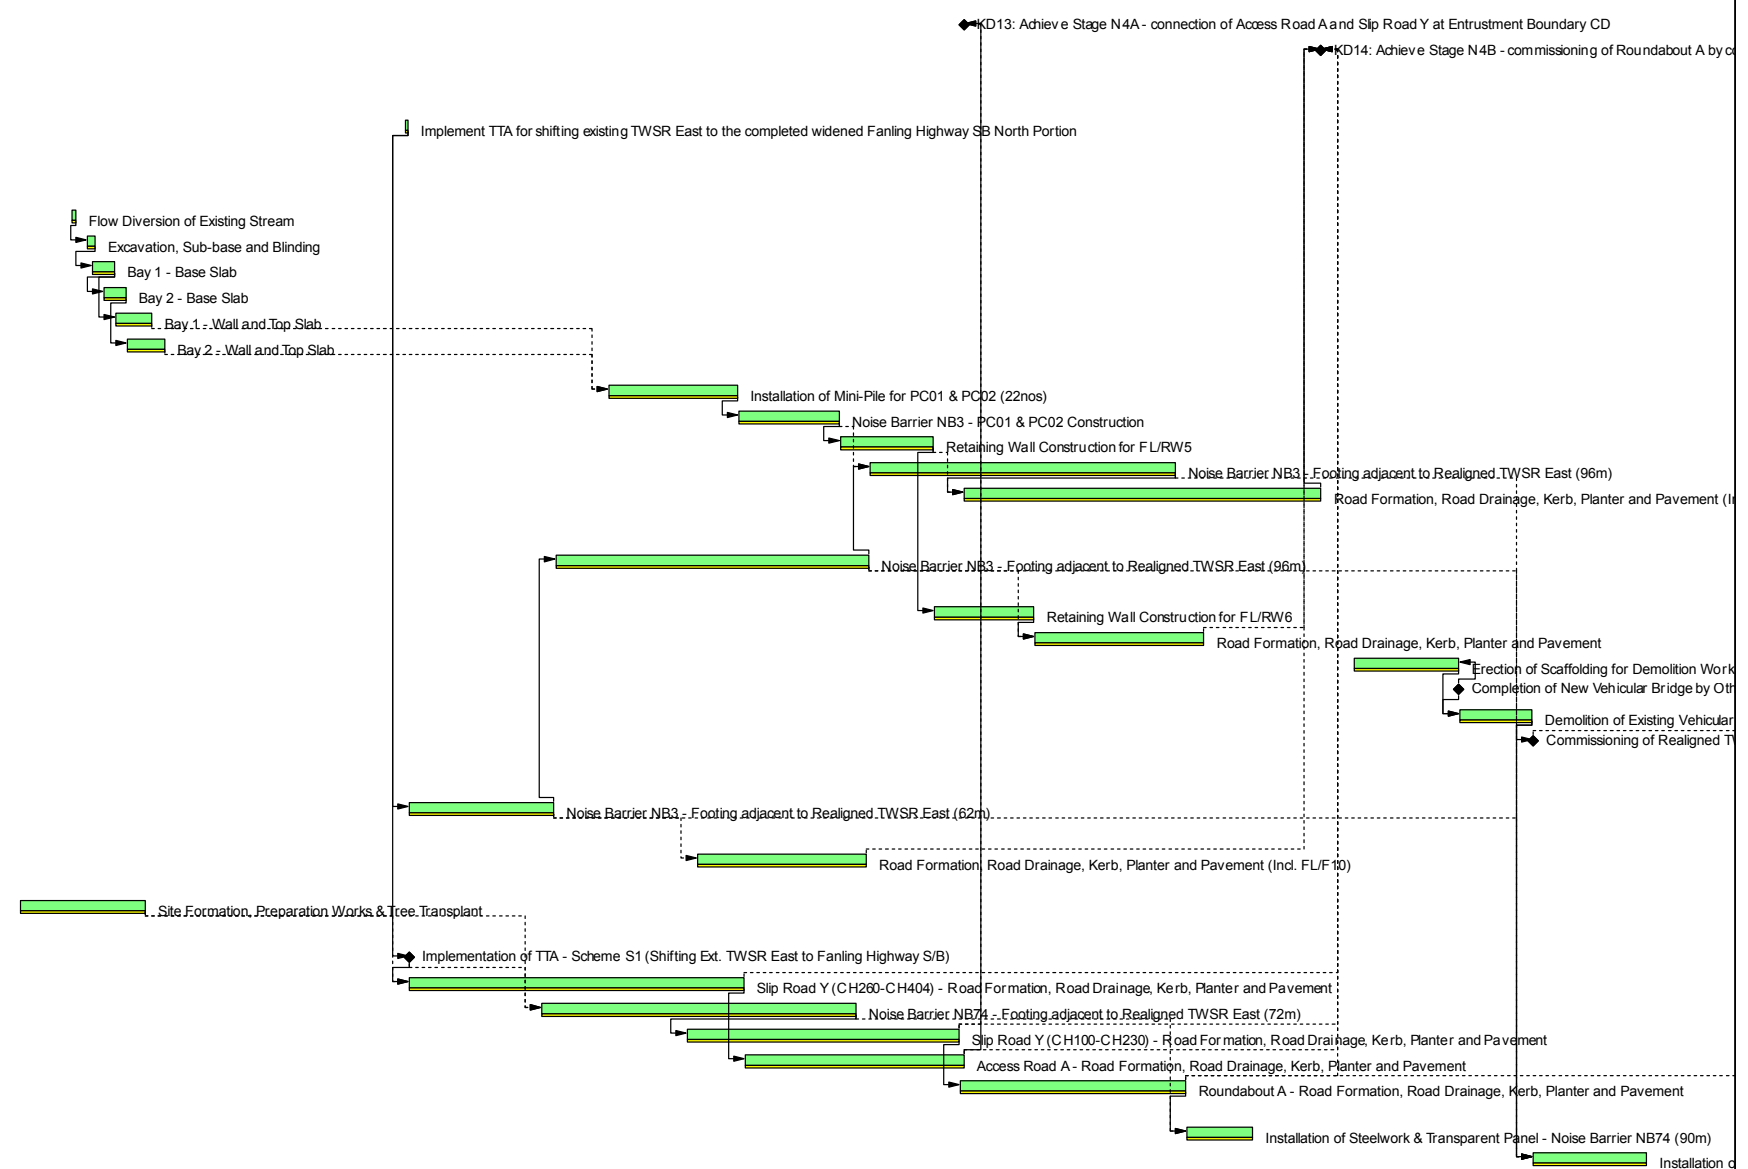 KD13: Achieve Stage N4A - connection of Access Road A and Slip Road Y at Entrustment Boundary CD
KD14: Achieve Stage N4B - commissioning of Roundabout A by
Implement TTA for shifting existing TWSR East to the completed widened Fanling Highway SB North Portion
Flow Diversion of Existing Stream
Excavation, Sub-base and Blinding
Bay 1 - Base Slab
Bay 2 - Base Slab
Bay 1 - Wall and Top Slab
Bay 2 - Wall and Top Slab
Installation of Mini-Pile for PC01 & PC02 (22nos)
Noise Barrier NB3 - PC01 & PC02 Construction
Retaining Wall Construction for FL/RW5
Noise Barrier NB3 - Footing adjacent to Realigned TWSR East (96m)
Road Formation, Road Drainage, Kerb, Planter and Pavement
Noise Barrier NB3 - Footing adjacent to Realigned TWSR East (96m)
Retaining Wall Construction for FL/RW6
Road Formation, Road Drainage, Kerb, Planter and Pavement
Erection of Scaffolding for Demolition Work
Completion of New Vehicular Bridge by
Demolition of Existing Vehicular
Commissioning of Realigned
Noise Barrier NB3 - Footing adjacent to Realigned TWSR East (62m)
Road Formation, Road Drainage, Kerb, Planter and Pavement (Incl. FL/F10)
Site Formation, Preparation Works & Tree Transplant
Implementation of TTA - Scheme S1 (Shifting Ext. TWSR East to Fanling Highway S/B)
Slip Road Y (CH260-CH404) - Road Formation, Road Drainage, Kerb, Planter and Pavement
Noise Barrier NB74 - Footing adjacent to Realigned TWSR East (72m)
Slip Road Y (CH100-CH230) - Road Formation, Road Drainage, Kerb, Planter and Pavement
Access Road A - Road Formation, Road Drainage, Kerb, Planter and Pavement
Roundabout A - Road Formation, Road Drainage, Kerb, Planter and Pavement
Installation of Steelwork & Transparent Panel - Noise Barrier NB74 (90m)
Installation